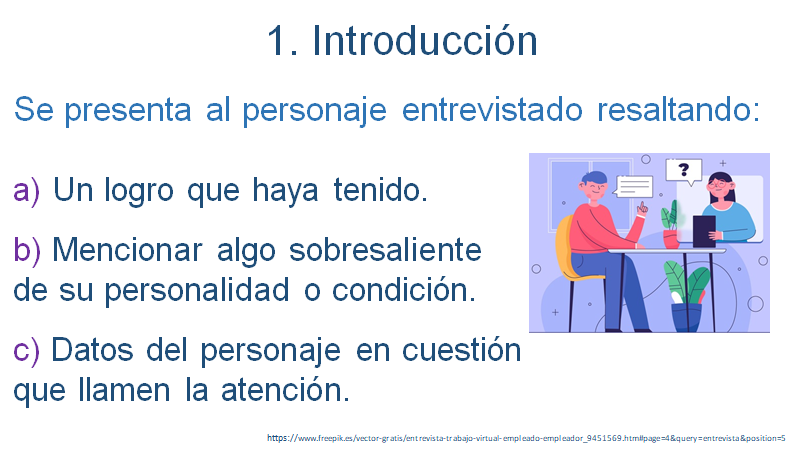 1. Introducción
Se presenta al personaje entrevistado resaltando:
a) Un logro que haya tenido.
b) Mencionar algo sobresaliente
de su personalidad o condición.
c) Datos del personaje en cuestión
que llamen la atención.
?
https://www.freepik.es/vector-gratis/entrevista-trabajo-virtual-empleado-empleador_9451569.htm#page=4&query=entrevista&position=5